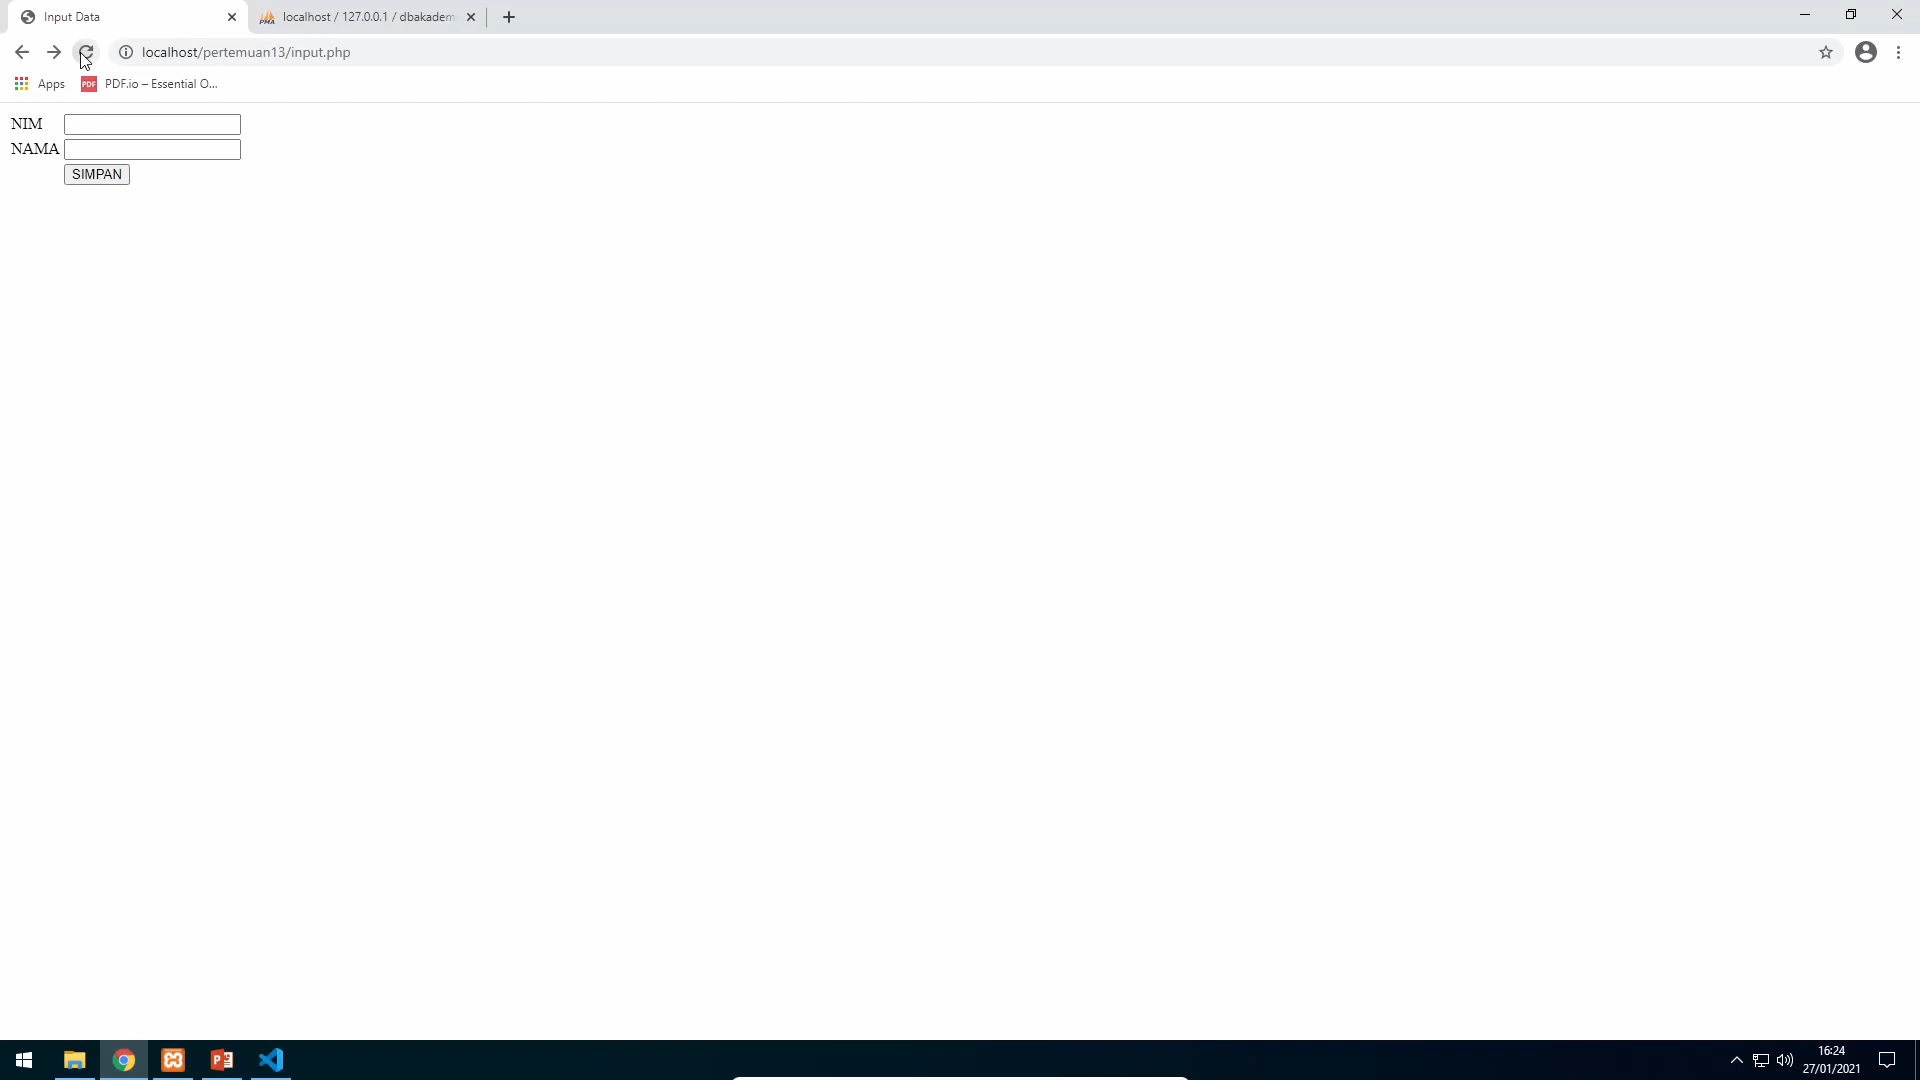 Input Data
localhost / 127.0.0.1 / dbakadem
localhost/pertemuan13/input.php
Apps
PDF
PDF.io – Essential O...
NIM
NAMA
SIMPAN
16:24
27/01/2021